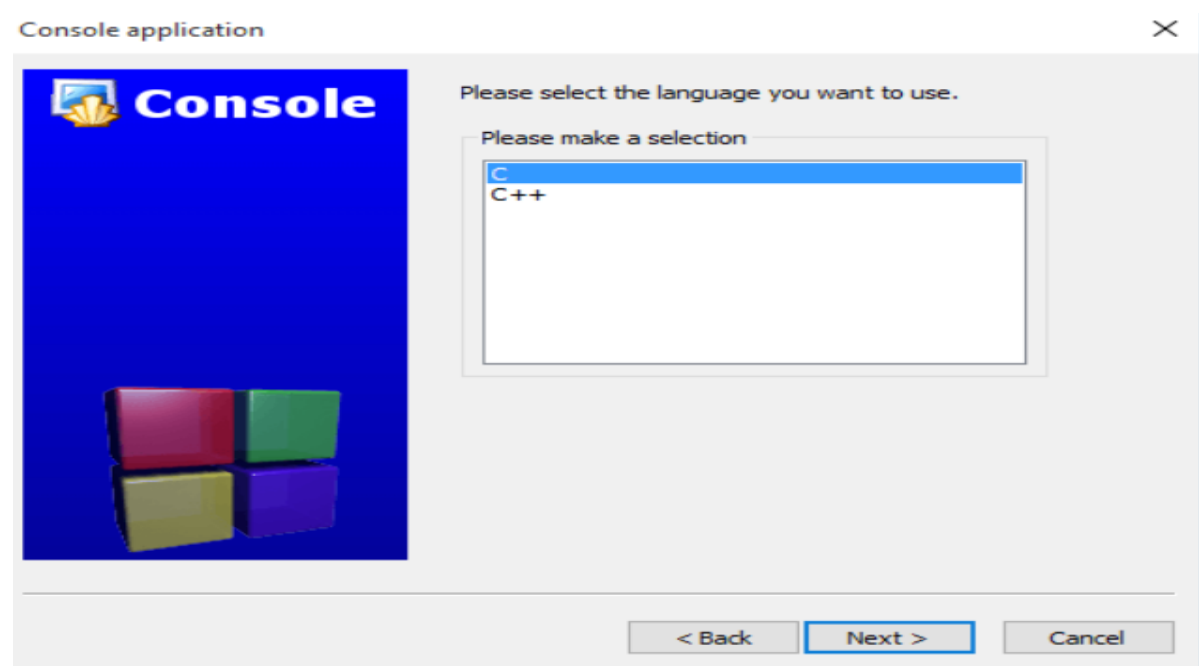 Console application
Console
Please select the language you want to use.
Please make a selection
C
C++
< Back
Next >
Cancel